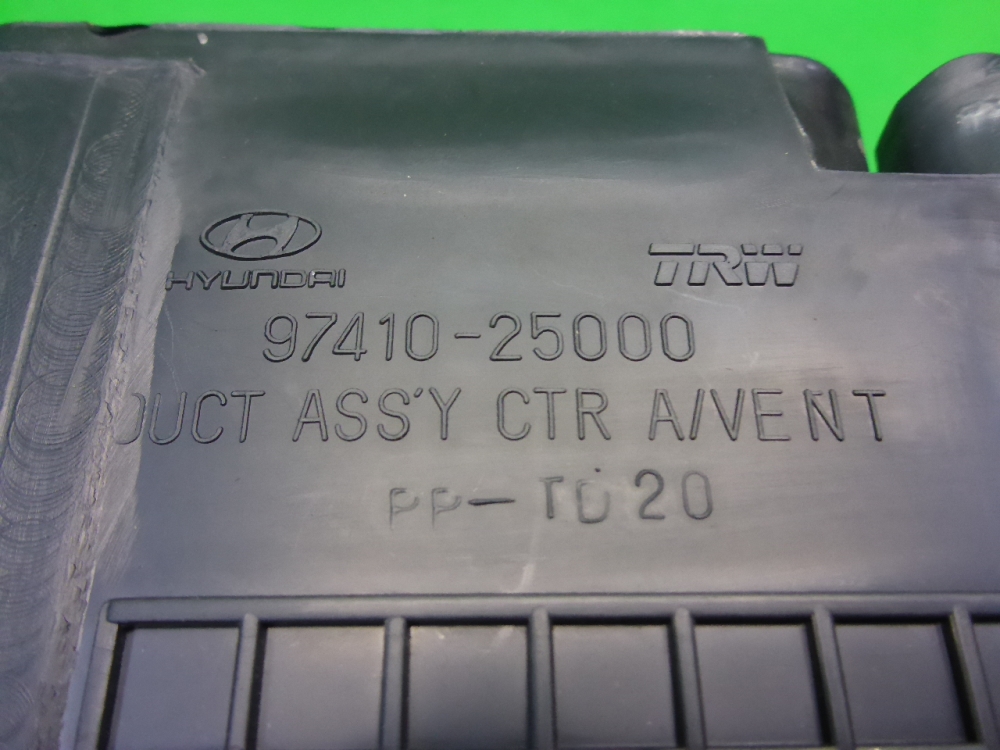 HYUNDAI TRW
97410-25000
DUCT ASS'Y CTR A/VENT
PP-TD20